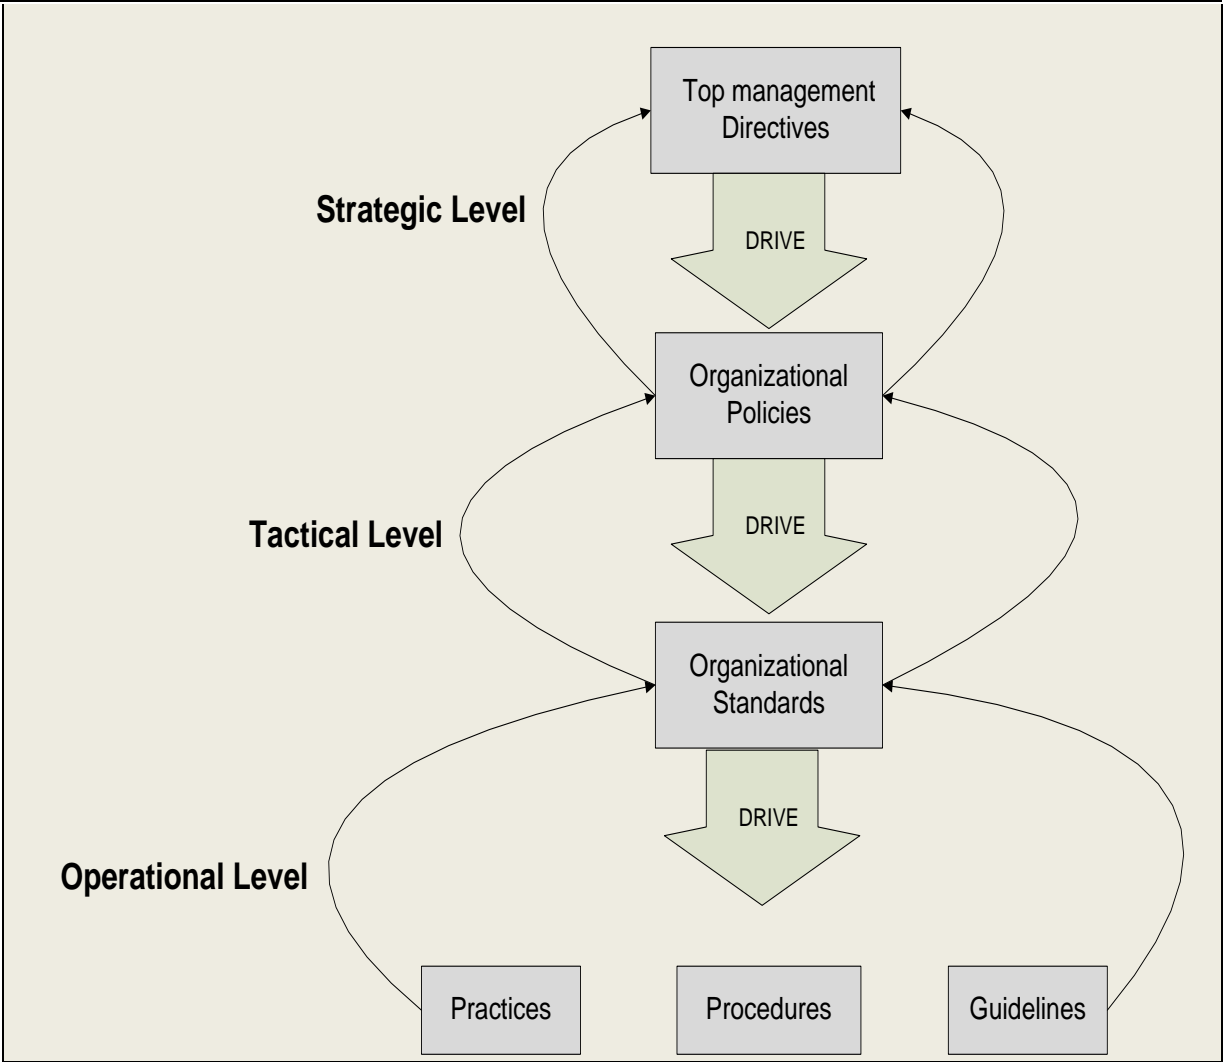 Top management
Directives
Strategic Level
DRIVE
Organizational
Policies
Tactical Level
DRIVE
Organizational
Standards
DRIVE
Operational Level
Practices
Procedures
Guidelines